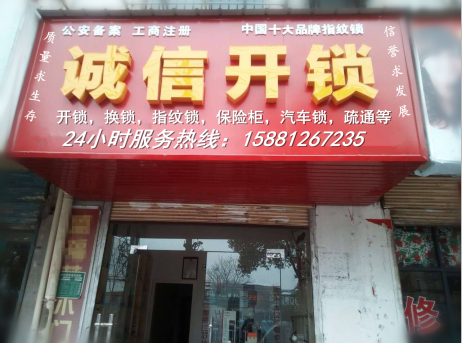 公安备案 工商注册 中国十大品牌指纹锁
质量求生存
诚信开锁
信誉求发展
开锁，换锁，指纹锁，保险柜，汽车锁，疏通等
24小时服务热线：15881267235
修